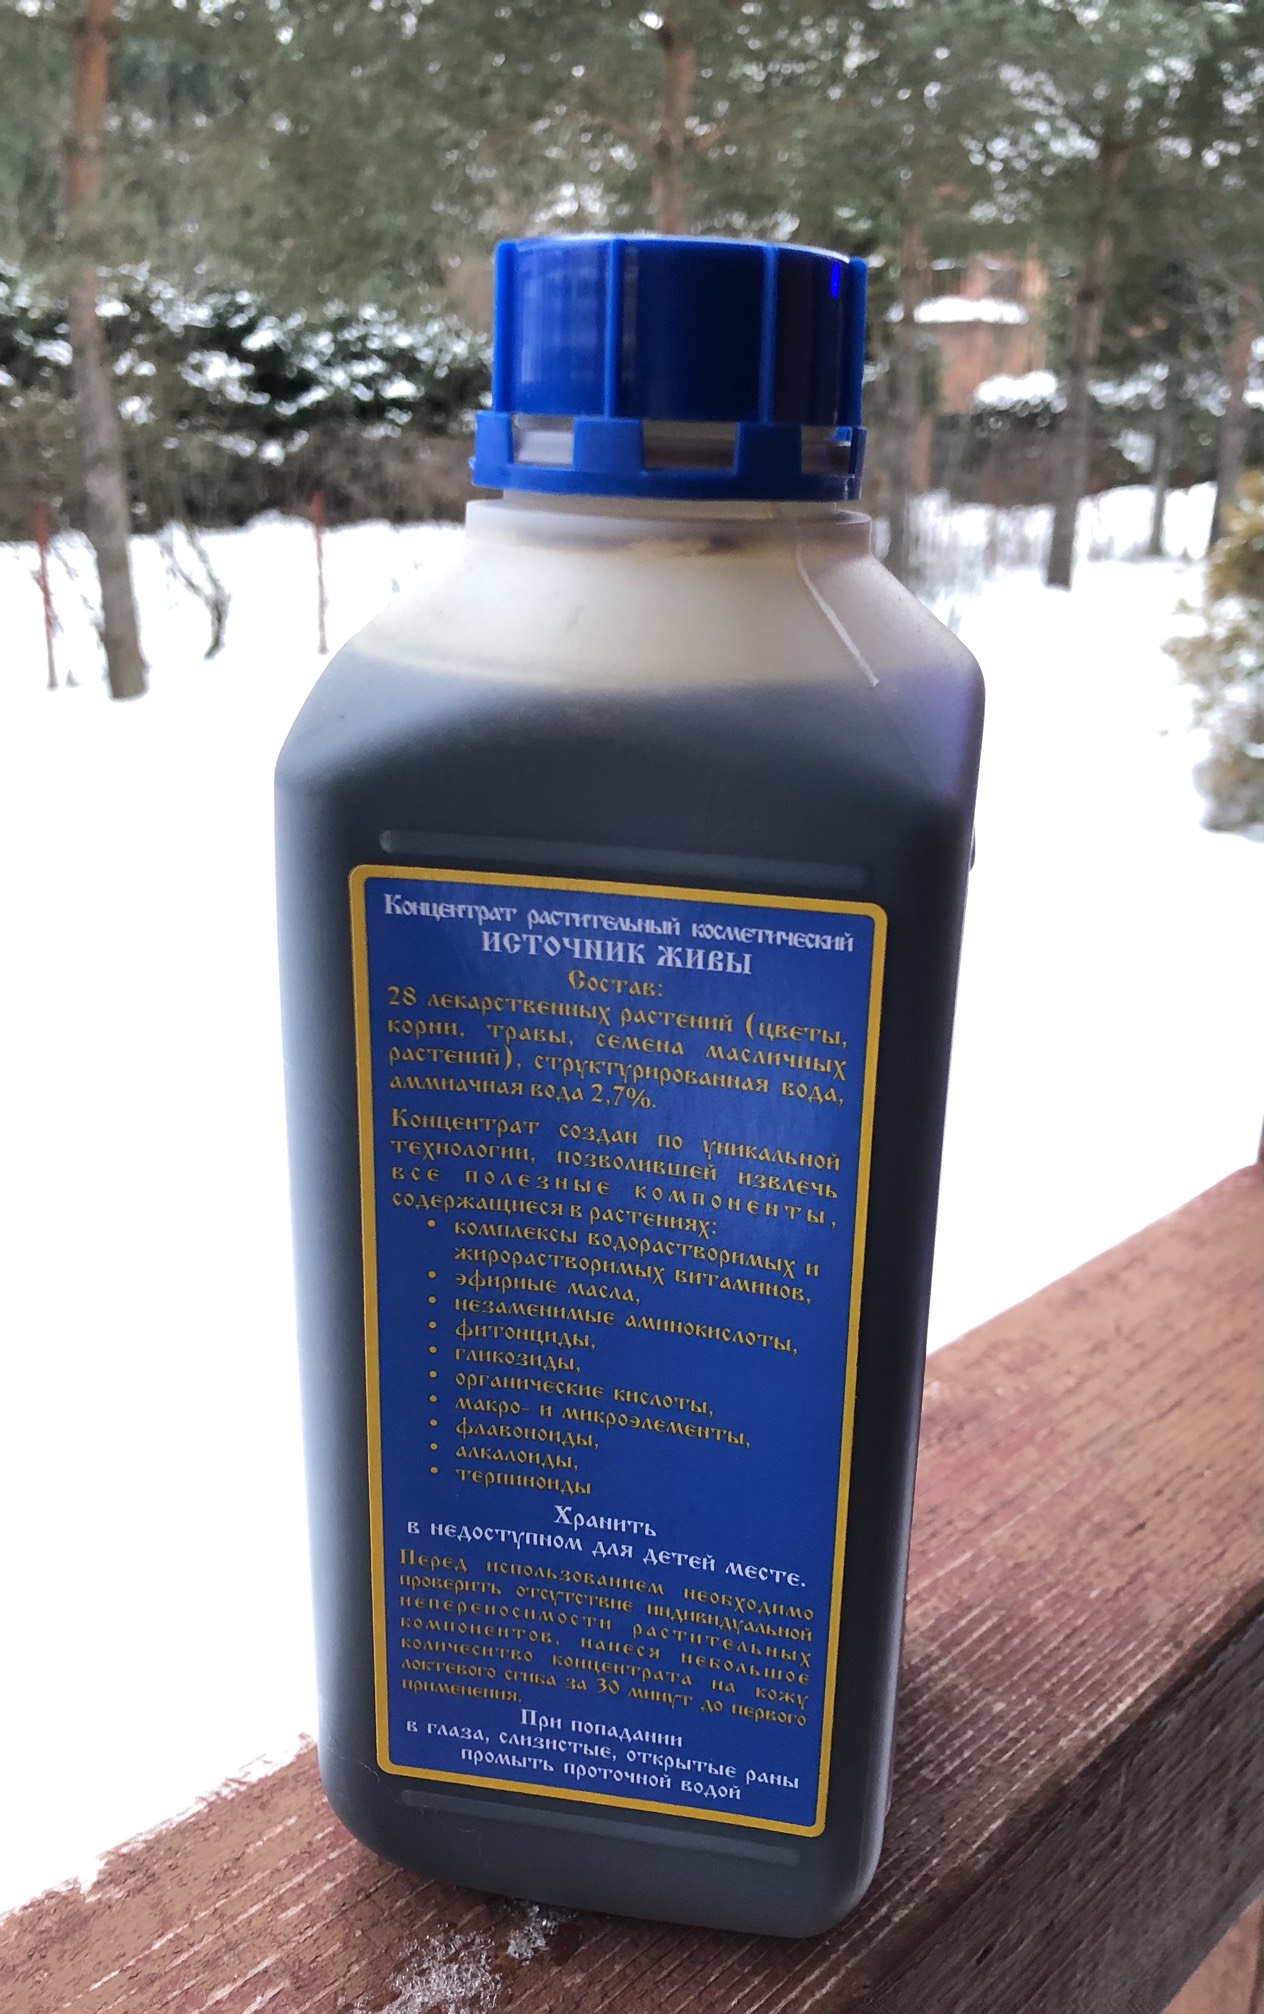 Концентрат растительный косметический
ИСТОЧНИК ЖИВЫ
Состав:
28 лекарственных растений (цветы,
корни, травы, семена масличных
растений), структурированная вода,
аммиачная вода 2,7%.
Концентрат создан по уникальной
технологии, позволившей извлечь
все полезные компоненты,
содержащиеся в растениях:
• комплексы водорастворимых и
жирорастворимых витаминов,
• эфирные масла,
• незаменимые аминокислоты,
• фитонциды,
• гликозиды,
• органические кислоты,
• макро- и микроэлементы,
• флавоноиды,
• алкалоиды,
• терпиноиды
Хранить
в недоступном для детей месте.
Перед использованием необходимо
проверить отсутствие индивидуальной
непереносимости растительных
компонентов, нанеся небольшое
количеситво концентрата на кожу
локтевого сгиба за 30 минут до первого
применения.
При попадании
в глаза, слизистые, открытые раны
промыть проточной водой